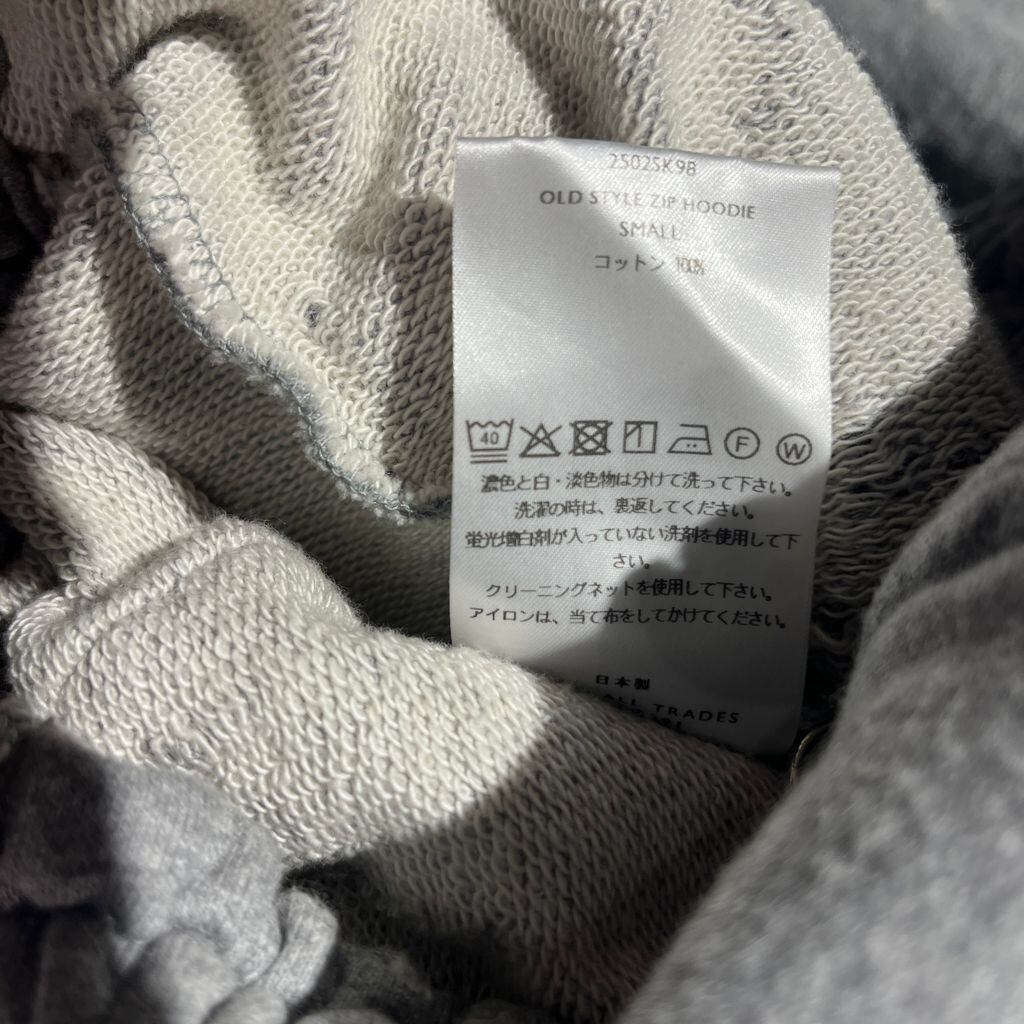 2502SK98
OLD STYLE ZIP HOODIE
SMALL
コットン 100%
40 F W
濃色と白・淡色物は分けて洗って下さい。
洗濯の時は、裏返してください。
蛍光増白剤が入っていない洗剤を使用して下
さい。
クリーニングネットを使用して下さい。
アイロンは、当て布をしてかけてください。
日本製
ALL TRADES